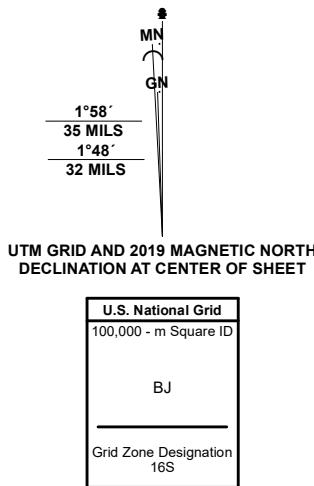 MN
GN
1°58´
35 MILS
1°48´
32 MILS
UTM GRID AND 2019 MAGNETIC NORTH
DECLINATION AT CENTER OF SHEET
U.S. National Grid
100,000 - m Square ID
BJ
Grid Zone Designation
16S